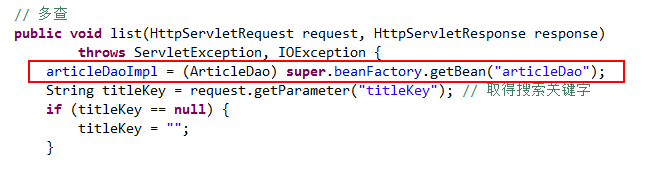 // 多查
public void list(HttpServletRequest request, HttpServletResponse response)
throws ServletException, IOException {
articleDaoImpl = (ArticleDao) super.beanFactory.getBean("articleDao");
String titleKey = request.getParameter("titleKey"); // 取得搜索关键字
if (titleKey == null) {
titleKey = "";
}